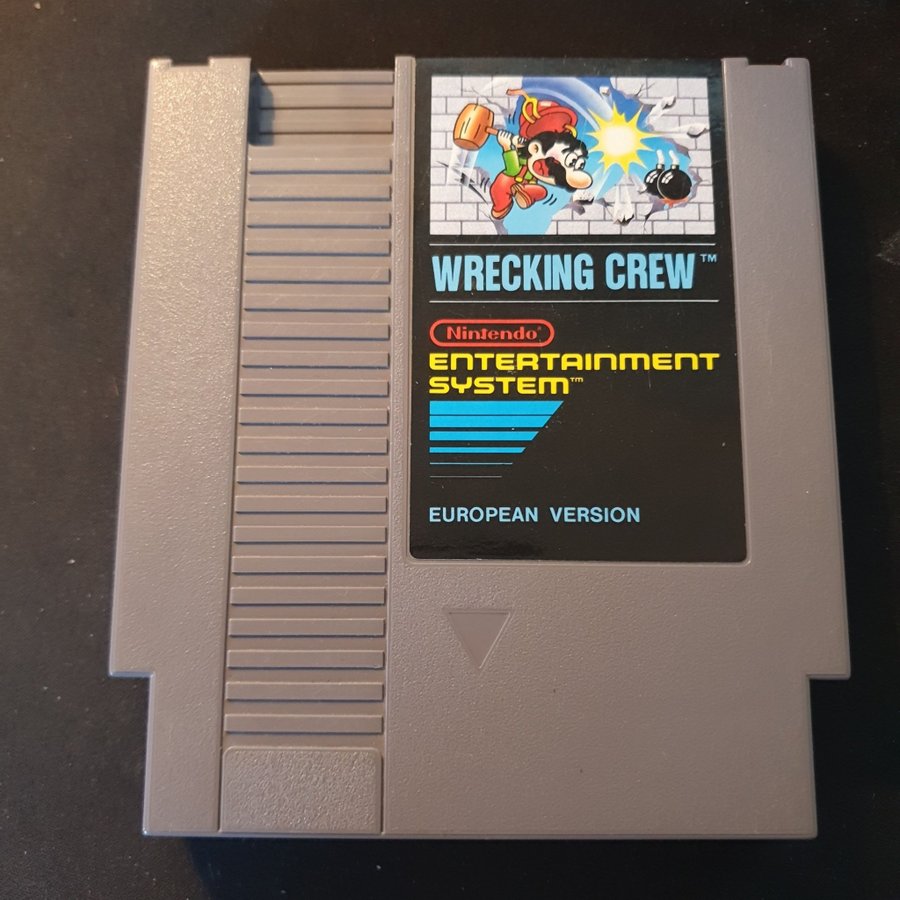 WRECKING CREW™
Nintendo®
ENTERTAINMENT
SYSTEM™
EUROPEAN VERSION